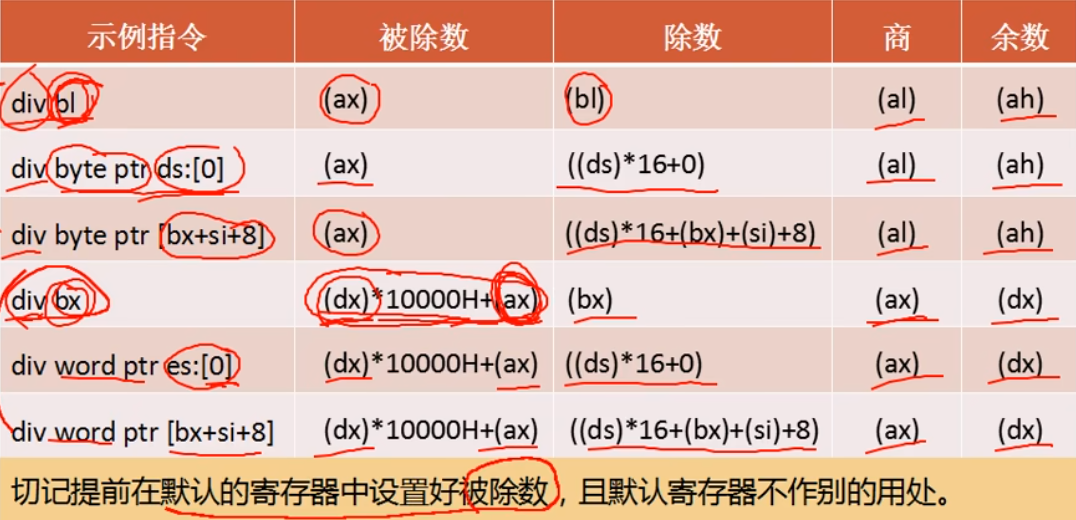 示例指令 被除数 除数 商 余数
div bl (ax) (bl) (al) (ah)
div byte ptr ds:[0] (ax) ((ds)*16+0) (al) (ah)
div byte ptr [bx+si+8] (ax) ((ds)*16+(bx)+(si)+8) (al) (ah)
div bx (dx)*10000H+(ax) (bx) (ax) (dx)
div word ptr es:[0] (dx)*10000H+(ax) ((ds)*16+0) (ax) (dx)
div word ptr [bx+si+8] (dx)*10000H+(ax) ((ds)*16+(bx)+(si)+8) (ax) (dx)
切记提前在默认的寄存器中设置好被除数，且默认寄存器不作别的用处。